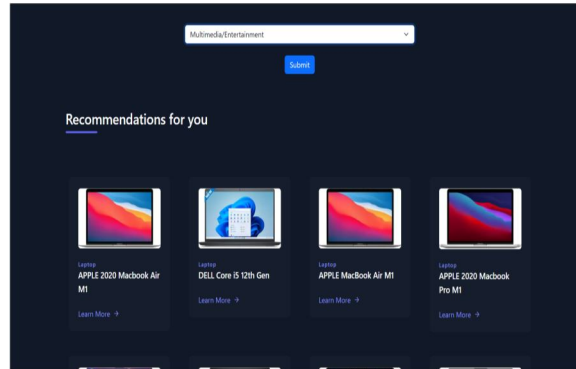 Multimedia/Entertainment
Submit
Recommendations for you
Laptop
APPLE 2020 Macbook Air
M1
Learn More →
Laptop
DELL Core i5 12th Gen
Learn More →
Laptop
APPLE MacBook Air M1
Learn More →
Laptop
APPLE 2020 Macbook
Pro M1
Learn More →